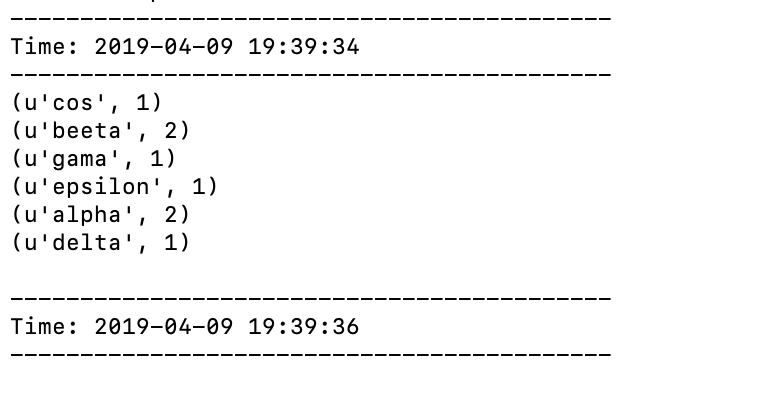 -------------------------------------------
Time: 2019-04-09 19:39:34
-------------------------------------------
(u'cos', 1)
(u'beeta', 2)
(u'gama', 1)
(u'epsilon', 1)
(u'alpha', 2)
(u'delta', 1)
-------------------------------------------
Time: 2019-04-09 19:39:36
-------------------------------------------